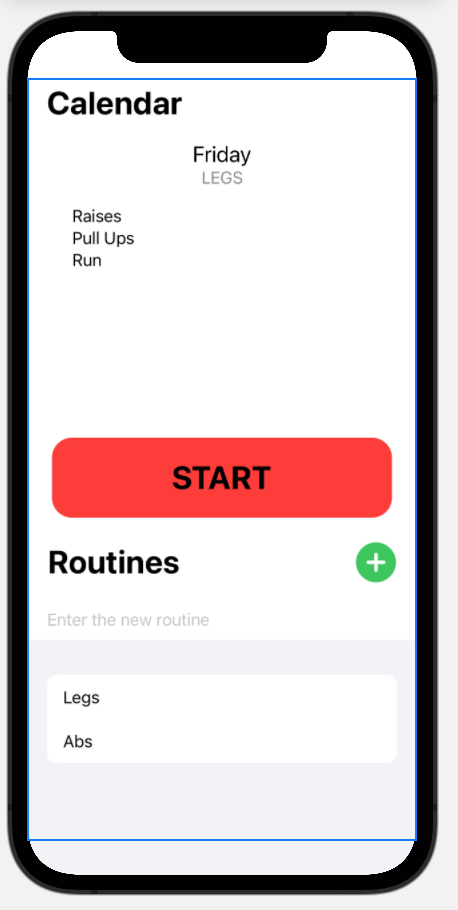 Calendar
Friday
LEGS
Raises
Pull Ups
Run
START
Routines
Enter the new routine
Legs
Abs